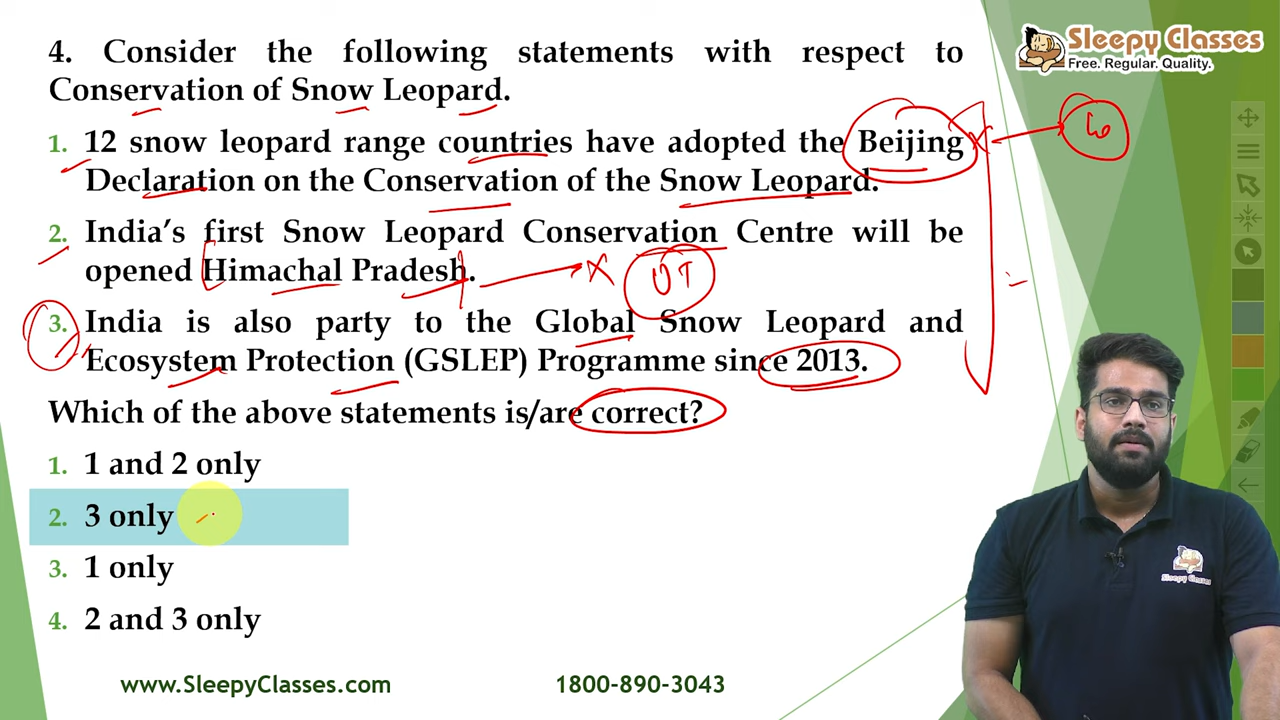 4. Consider the following statements with respect to
Conservation of Snow Leopard.
1. 12 snow leopard range countries have adopted the Beijing
Declaration on the Conservation of the Snow Leopard.
2. India's first Snow Leopard Conservation Centre will be
opened Himachal Pradesh.
UT
3. India is also party to the Global Snow Leopard and
Ecosystem Protection (GSLEP) Programme since 2013.
Which of the above statements is/are correct?
1. 1 and 2 only
2. 3 only
3. 1 only
4. 2 and 3 only
www.SleepyClasses.com
1800-890-3043
Sleepy Classes
Free. Regular. Quality.
Sleepy Classes